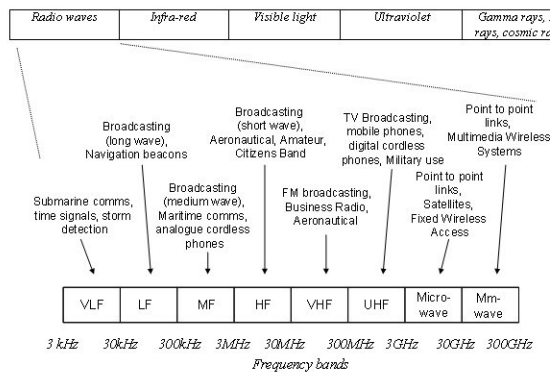 Radio waves
Infra-red
Visible light
Ultraviolet
Gamma rays,
rays, cosmic ra
Broadcasting
(long wave),
Navigation beacons
Broadcasting
(short wave),
Aeronautical, Amateur,
Citizens Band
TV Broadcasting,
mobile phones,
digital cordless
phones, Military use
Point to point
links,
Multimedia Wireless
Systems
Submarine comms,
time signals, storm
detection
Broadcasting
(medium wave),
Maritime comms,
analogue cordless
phones
FM broadcasting,
Business Radio,
Aeronautical
Point to point
links,
Satellites,
Fixed Wireless
Access
VLF
LF
MF
HF
VHF
UHF
Micro-
wave
Mm-
wave
3 kHz
30kHz
300kHz
3MHz
30MHz
300MHz
3GHz
30GHz
300GHz
Frequency bands